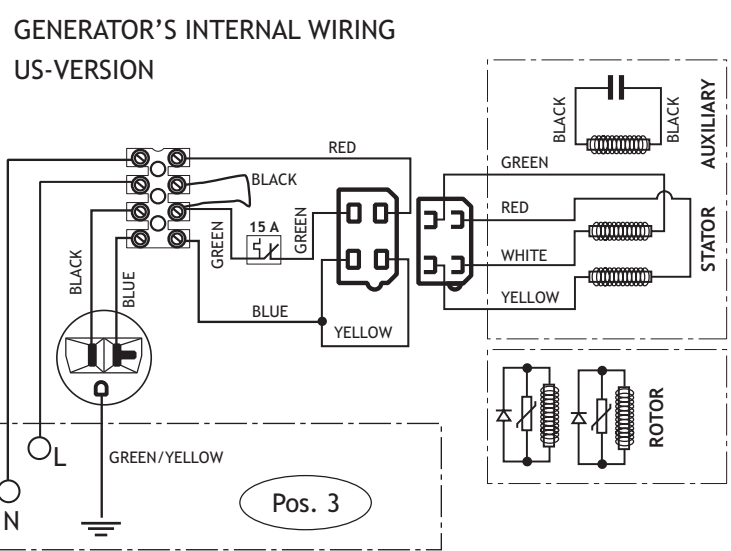 GENERATOR’S INTERNAL WIRING
US-VERSION
RED
BLACK
15 A
GREEN
GREEN
BLACK
BLUE
BLUE
YELLOW
BLACK
BLACK
AUXILIARY
GREEN
RED
WHITE
YELLOW
STATOR
ROTOR
L
GREEN/YELLOW
N
Pos. 3